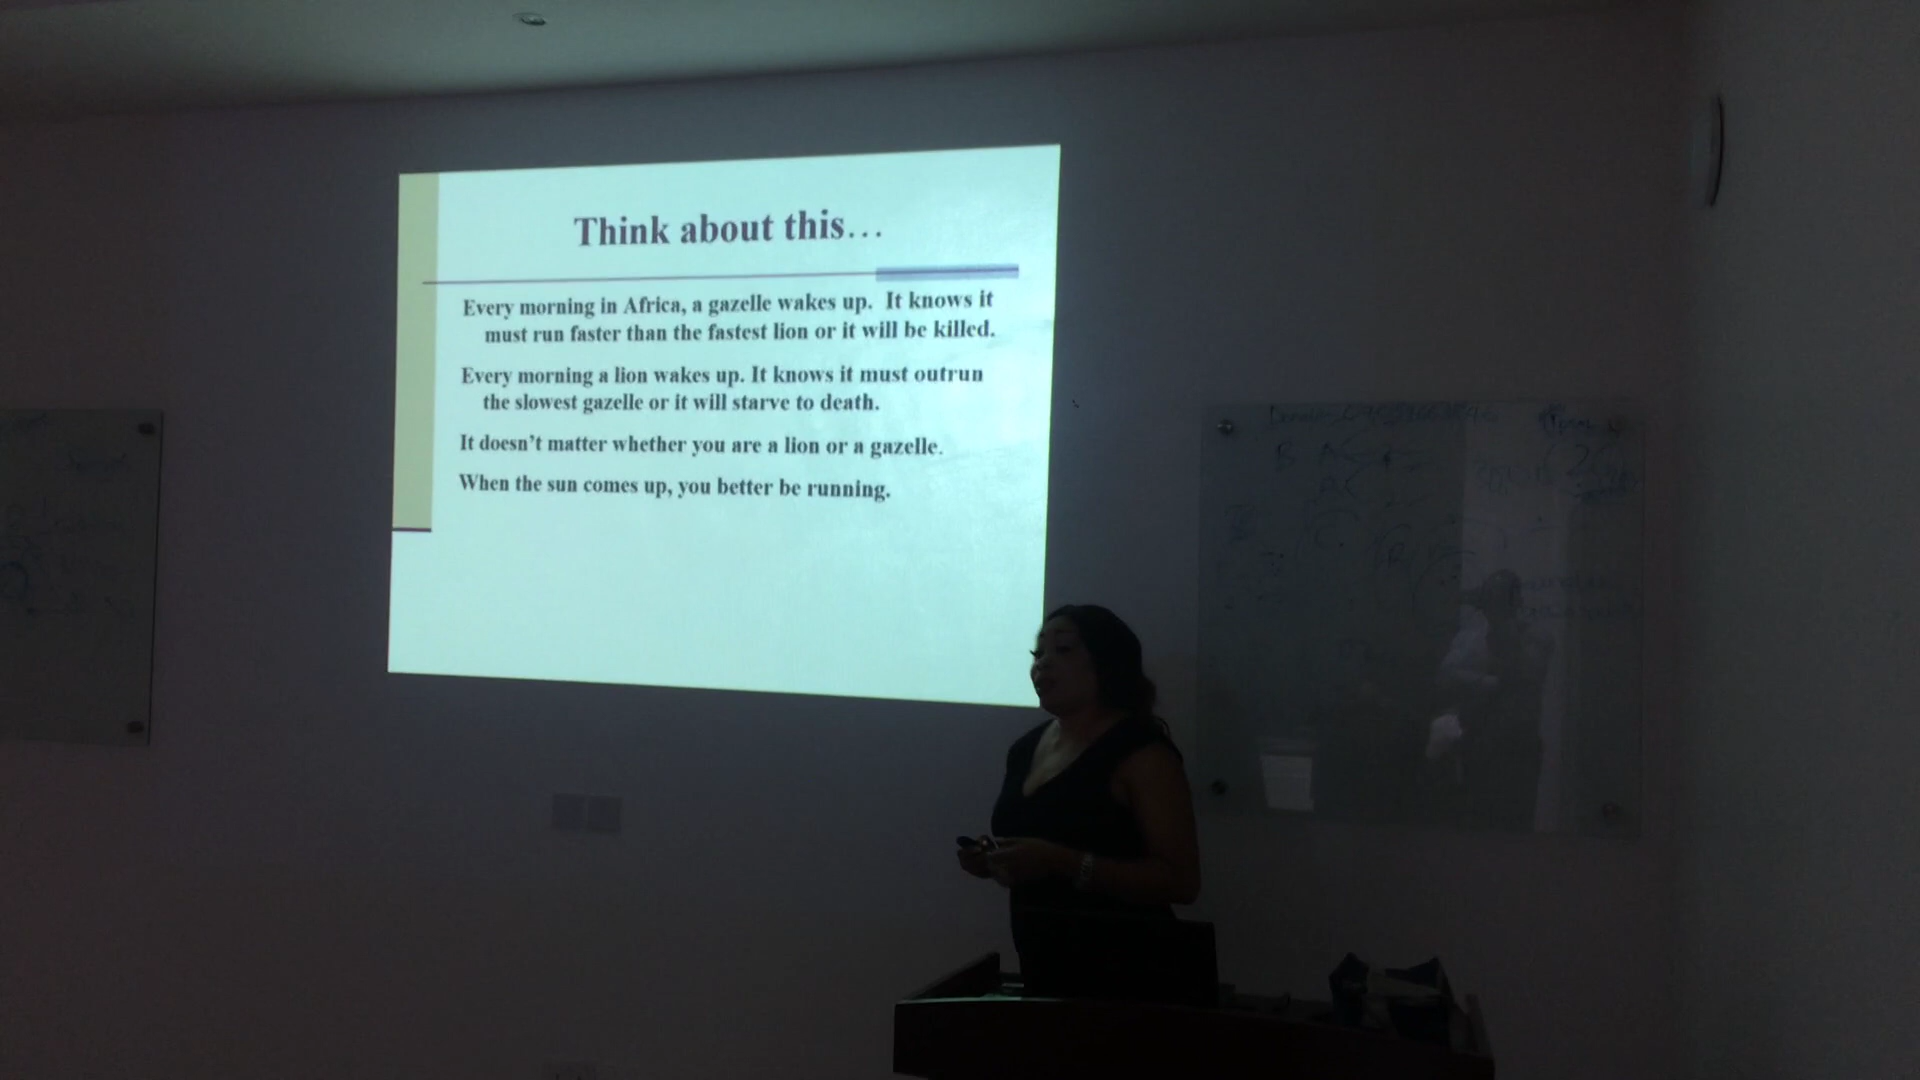 Think about this...
Every morning in Africa, a gazelle wakes up. It knows it
must run faster than the fastest lion or it will be killed.
Every morning a lion wakes up. It knows it must outrun
the slowest gazelle or it will starve to death.
It doesn't matter whether you are a lion or a gazelle.
When the sun comes up, you better be running.